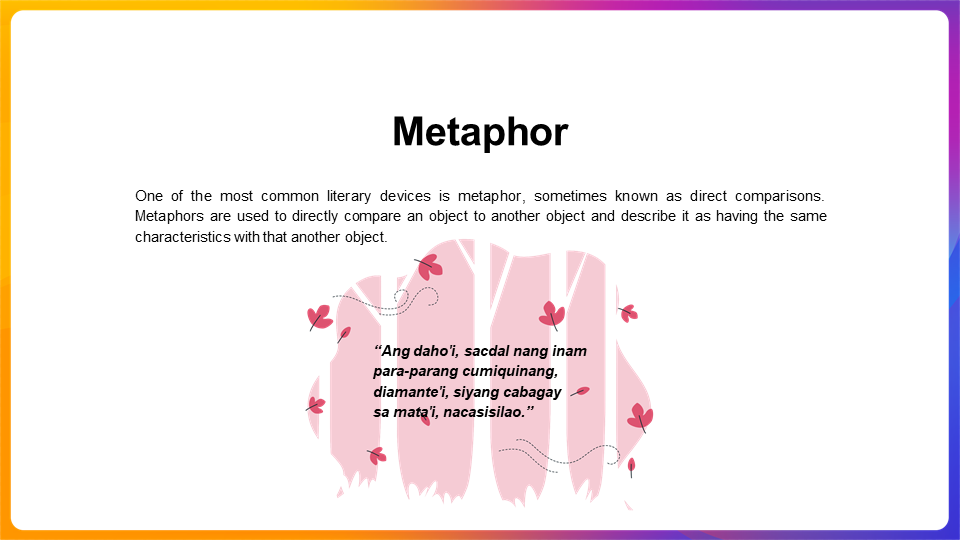 Metaphor
One of the most common literary devices is metaphor, sometimes known as direct comparisons.
Metaphors are used to directly compare an object to another object and describe it as having the same
characteristics with that another object.
“Ang daho'i, sacdal nang inam
para-parang cumiquinang,
diamante'i, siyang cabagay
sa mata'i, nacasisilao.”